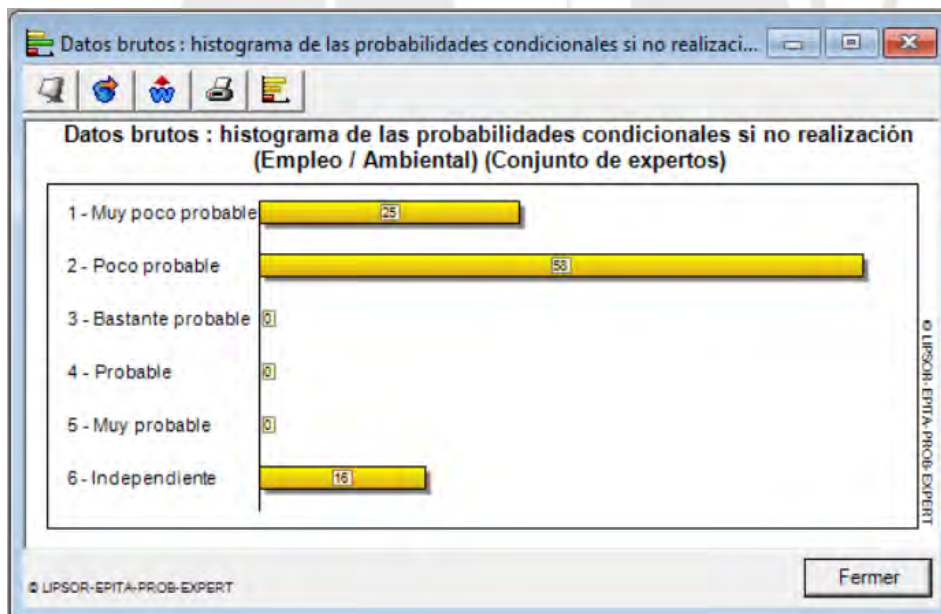 Datos brutos : histograma de las probabilidades condicionales si no realizaci...
Datos brutos : histograma de las probabilidades condicionales si no realización
(Empleo / Ambiental) (Conjunto de expertos)
1 - Muy poco probable 25
2 - Poco probable 58
3 - Bastante probable 0
4 - Probable 0
5 - Muy probable 0
6 - Independiente 16
© LIPSOR-EPITA-PROB-EXPERT
© LIPSOR-EPITA-PROB-EXPERT
Fermer